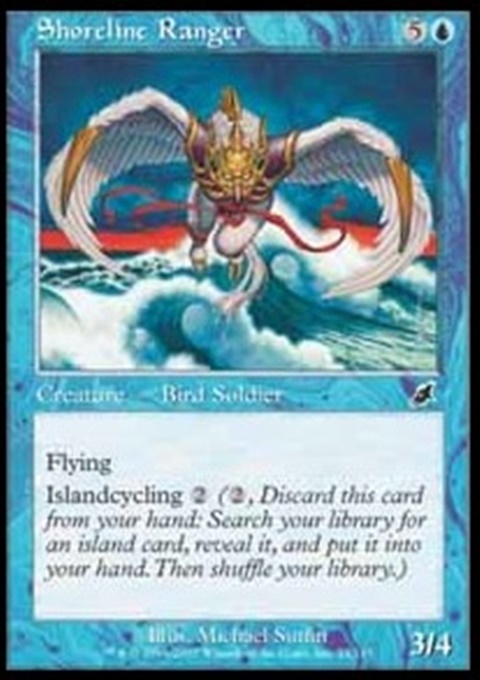 Shoreline Ranger 5
Creature Bird Soldier
Flying
Islandcycling 2 (2, Discard this card
from your hand: Search your library for
an island card, reveal it, and put it into
your hand. Then shuffle your library.)
Illus. Michael Sutfin
3/4